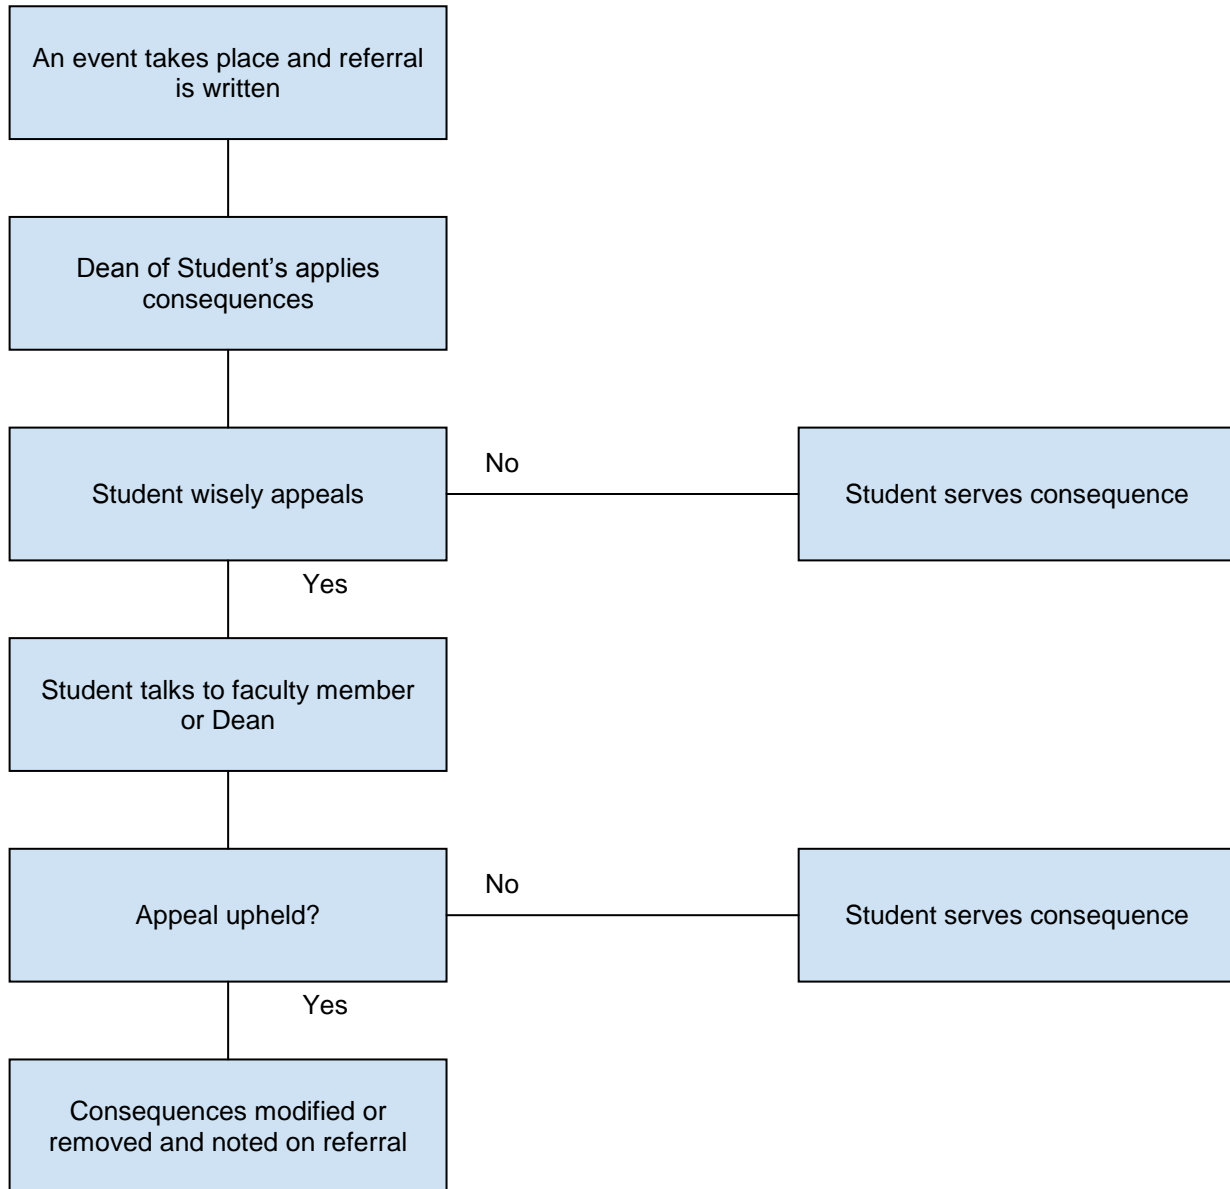 An event takes place and referral
is written
Dean of Student’s applies
consequences
Student wisely appeals
No
Student serves consequence
Yes
Student talks to faculty member
or Dean
Appeal upheld?
No
Student serves consequence
Yes
Consequences modified or
removed and noted on referral